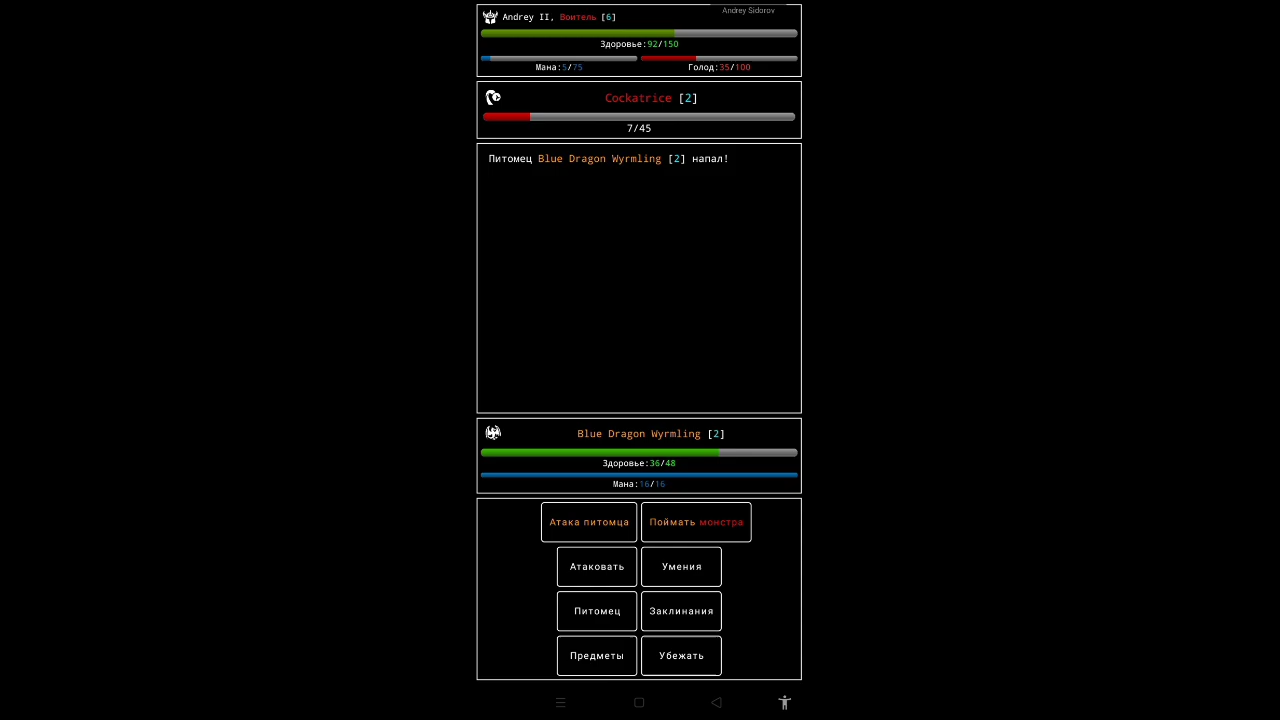 Andrey Sidorov
Andrey II, Воитель [6]
Здоровье:92/150
Мана:5/75 Голод:35/100
Cockatrice [2]
7/45
Питомец Blue Dragon Wyrmling [2] напал!
Blue Dragon Wyrmling [2]
Здоровье:36/48
Мана:16/16
Атака питомца Поймать монстра
Атаковать Умения
Питомец Заклинания
Предметы Убежать